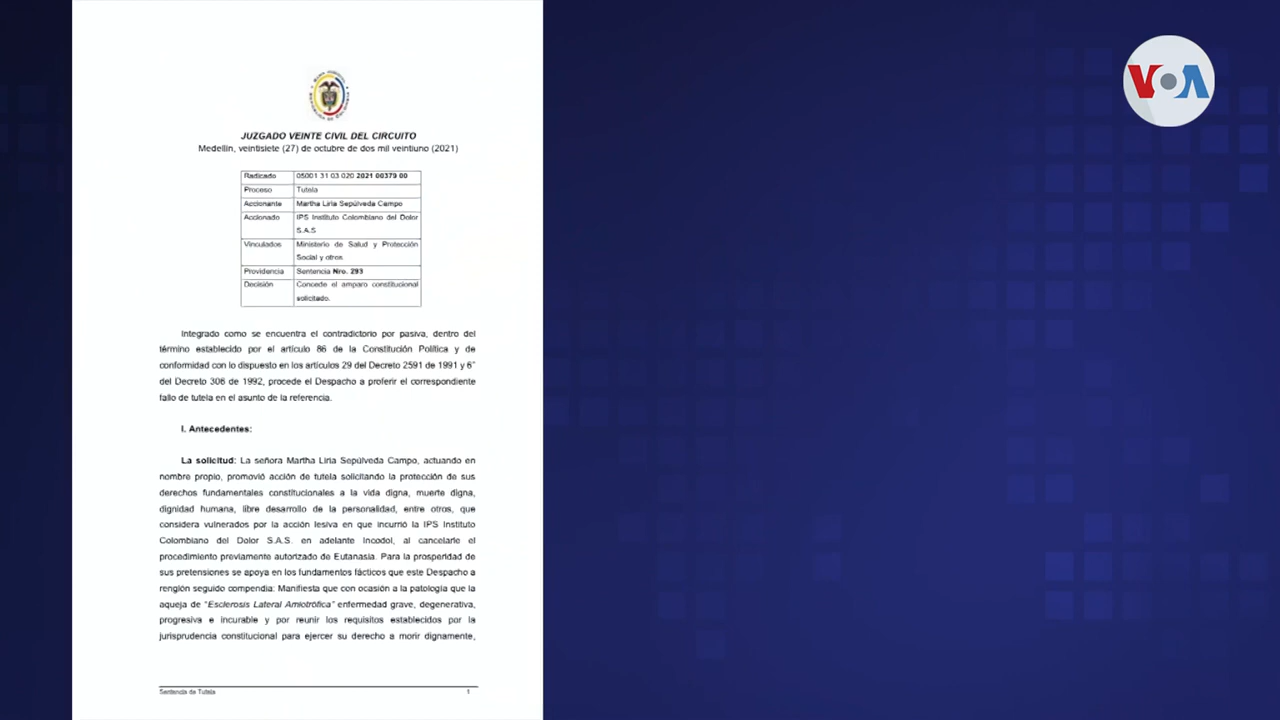 VOA
JUZGADO VEINTE CIVIL DEL CIRCUITO
Medellín, veintisiete (27) de octubre de dos mil veintiuno (2021)
Radicado 05001 31 03 020 2021 00379 00
Proceso Tutela
Accionante Martha Liria Sepúlveda Campo
Accionado IPS Instituto Colombiano del Dolor
S.A.S
Vinculados Ministerio de Salud y Protección
Social y otros
Providencia Sentencia Nro. 293
Decisión Concede el amparo constitucional
solicitado.
Integrado como se encuentra el contradictorio por pasiva, dentro del
término establecido por el artículo 86 de la Constitución Política y de
conformidad con lo dispuesto en los artículos 29 del Decreto 2591 de 1991 y 6°
del Decreto 306 de 1992, procede el Despacho a proferir el correspondiente
fallo de tutela en el asunto de la referencia.
I. Antecedentes:
La solicitud: La señora Martha Liria Sepúlveda Campo, actuando en
nombre propio, promovió acción de tutela solicitando la protección de sus
derechos fundamentales constitucionales a la vida digna, muerte digna,
dignidad humana, libre desarrollo de la personalidad, entre otros, que
considera vulnerados por la acción lesiva en que incurrió la IPS Instituto
Colombiano del Dolor S.A.S. en adelante Incodol, al cancelarle el
procedimiento previamente autorizado de Eutanasia. Para la prosperidad de
sus pretensiones se apoya en los fundamentos fácticos que este Despacho a
renglón seguido compendia: Manifiesta que con ocasión a la patología que la
aqueja de "Esclerosis Lateral Amiotrófica" enfermedad grave, degenerativa,
progresiva e incurable y por reunir los requisitos establecidos por la
jurisprudencia constitucional para ejercer su derecho a morir dignamente,
Sentencia de Tutela 1